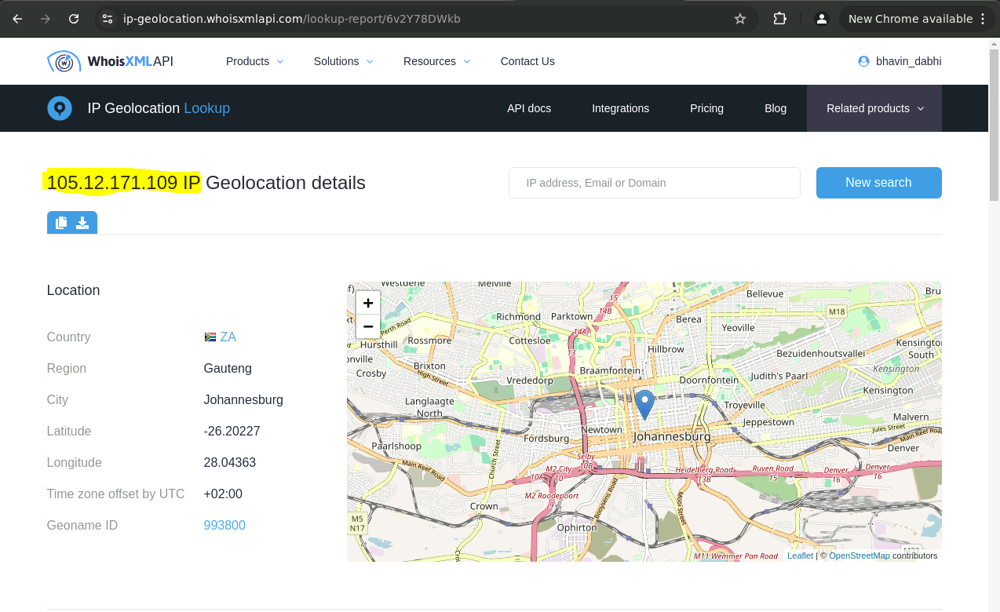 ip-geolocation.whoisxmlapi.com/lookup-report/6v2Y78DWkb
New Chrome available
WhoisXMLAPI
Products
Solutions
Resources
Contact Us
bhavin_dabhi
IP Geolocation Lookup
API docs
Integrations
Pricing
Blog
Related products
105.12.171.109 IP Geolocation details
IP address, Email or Domain
New search
Location
Country
ZA
Region
Gauteng
City
Johannesburg
Latitude
-26.20227
Longitude
28.04363
Time zone offset by UTC
+02:00
Geoname ID
993800
+
−
Westdene
Melville
15
Bellevue
Bru
14B
M18
Richmond
Parktown
Berea
Perth Road
Yeoville
14A
Hursthill
Rossmore
Cottesloe
13
Hillbrow
Kensington
South
Bezuidenhoutsvallei
onville
Brixton
Braamfontein
Kensington
Crosby
High Street
Vrededorp
Doornfontein
Judith's Paarl
Kensington
Langlaagte
North
Troyeville
Malvern
Jeppestown
Newtown
Johannesburg
Jules Street
Main Reef Road
Fordsburg
Paarlshoop
Church Street
Selby
10B
Denver
Main Reef Road
M2 City
10
10A
Heidelberg Road
13B
Ruven Road
15
Denver
16
Denver
16
M2 Roodepoort
9
Booysens Road
Mooi Street
Crown
M5
N17
Ophirton
M11 Wemmer Pan Road
Leaflet | © OpenStreetMap contributors